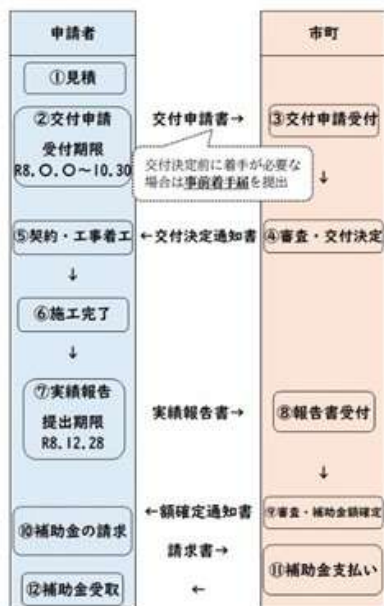 申請者
市町
①見積
②交付申請
受付期限
R8.〇.〇~10.30
交付申請書→
③交付申請受付
交付決定前に着手が必要な
場合は事前着手届を提出
↓
⑤契約・工事着工
←交付決定通知書
④審査・交付決定
↓
⑥施工完了
↓
⑦実績報告
提出期限
R8.12.28
実績報告書→
⑧報告書受付
↓
←額確定通知書
⑨審査・補助金額確定
⑩補助金の請求
請求書→
⑪補助金支払い
⑫補助金受取
←